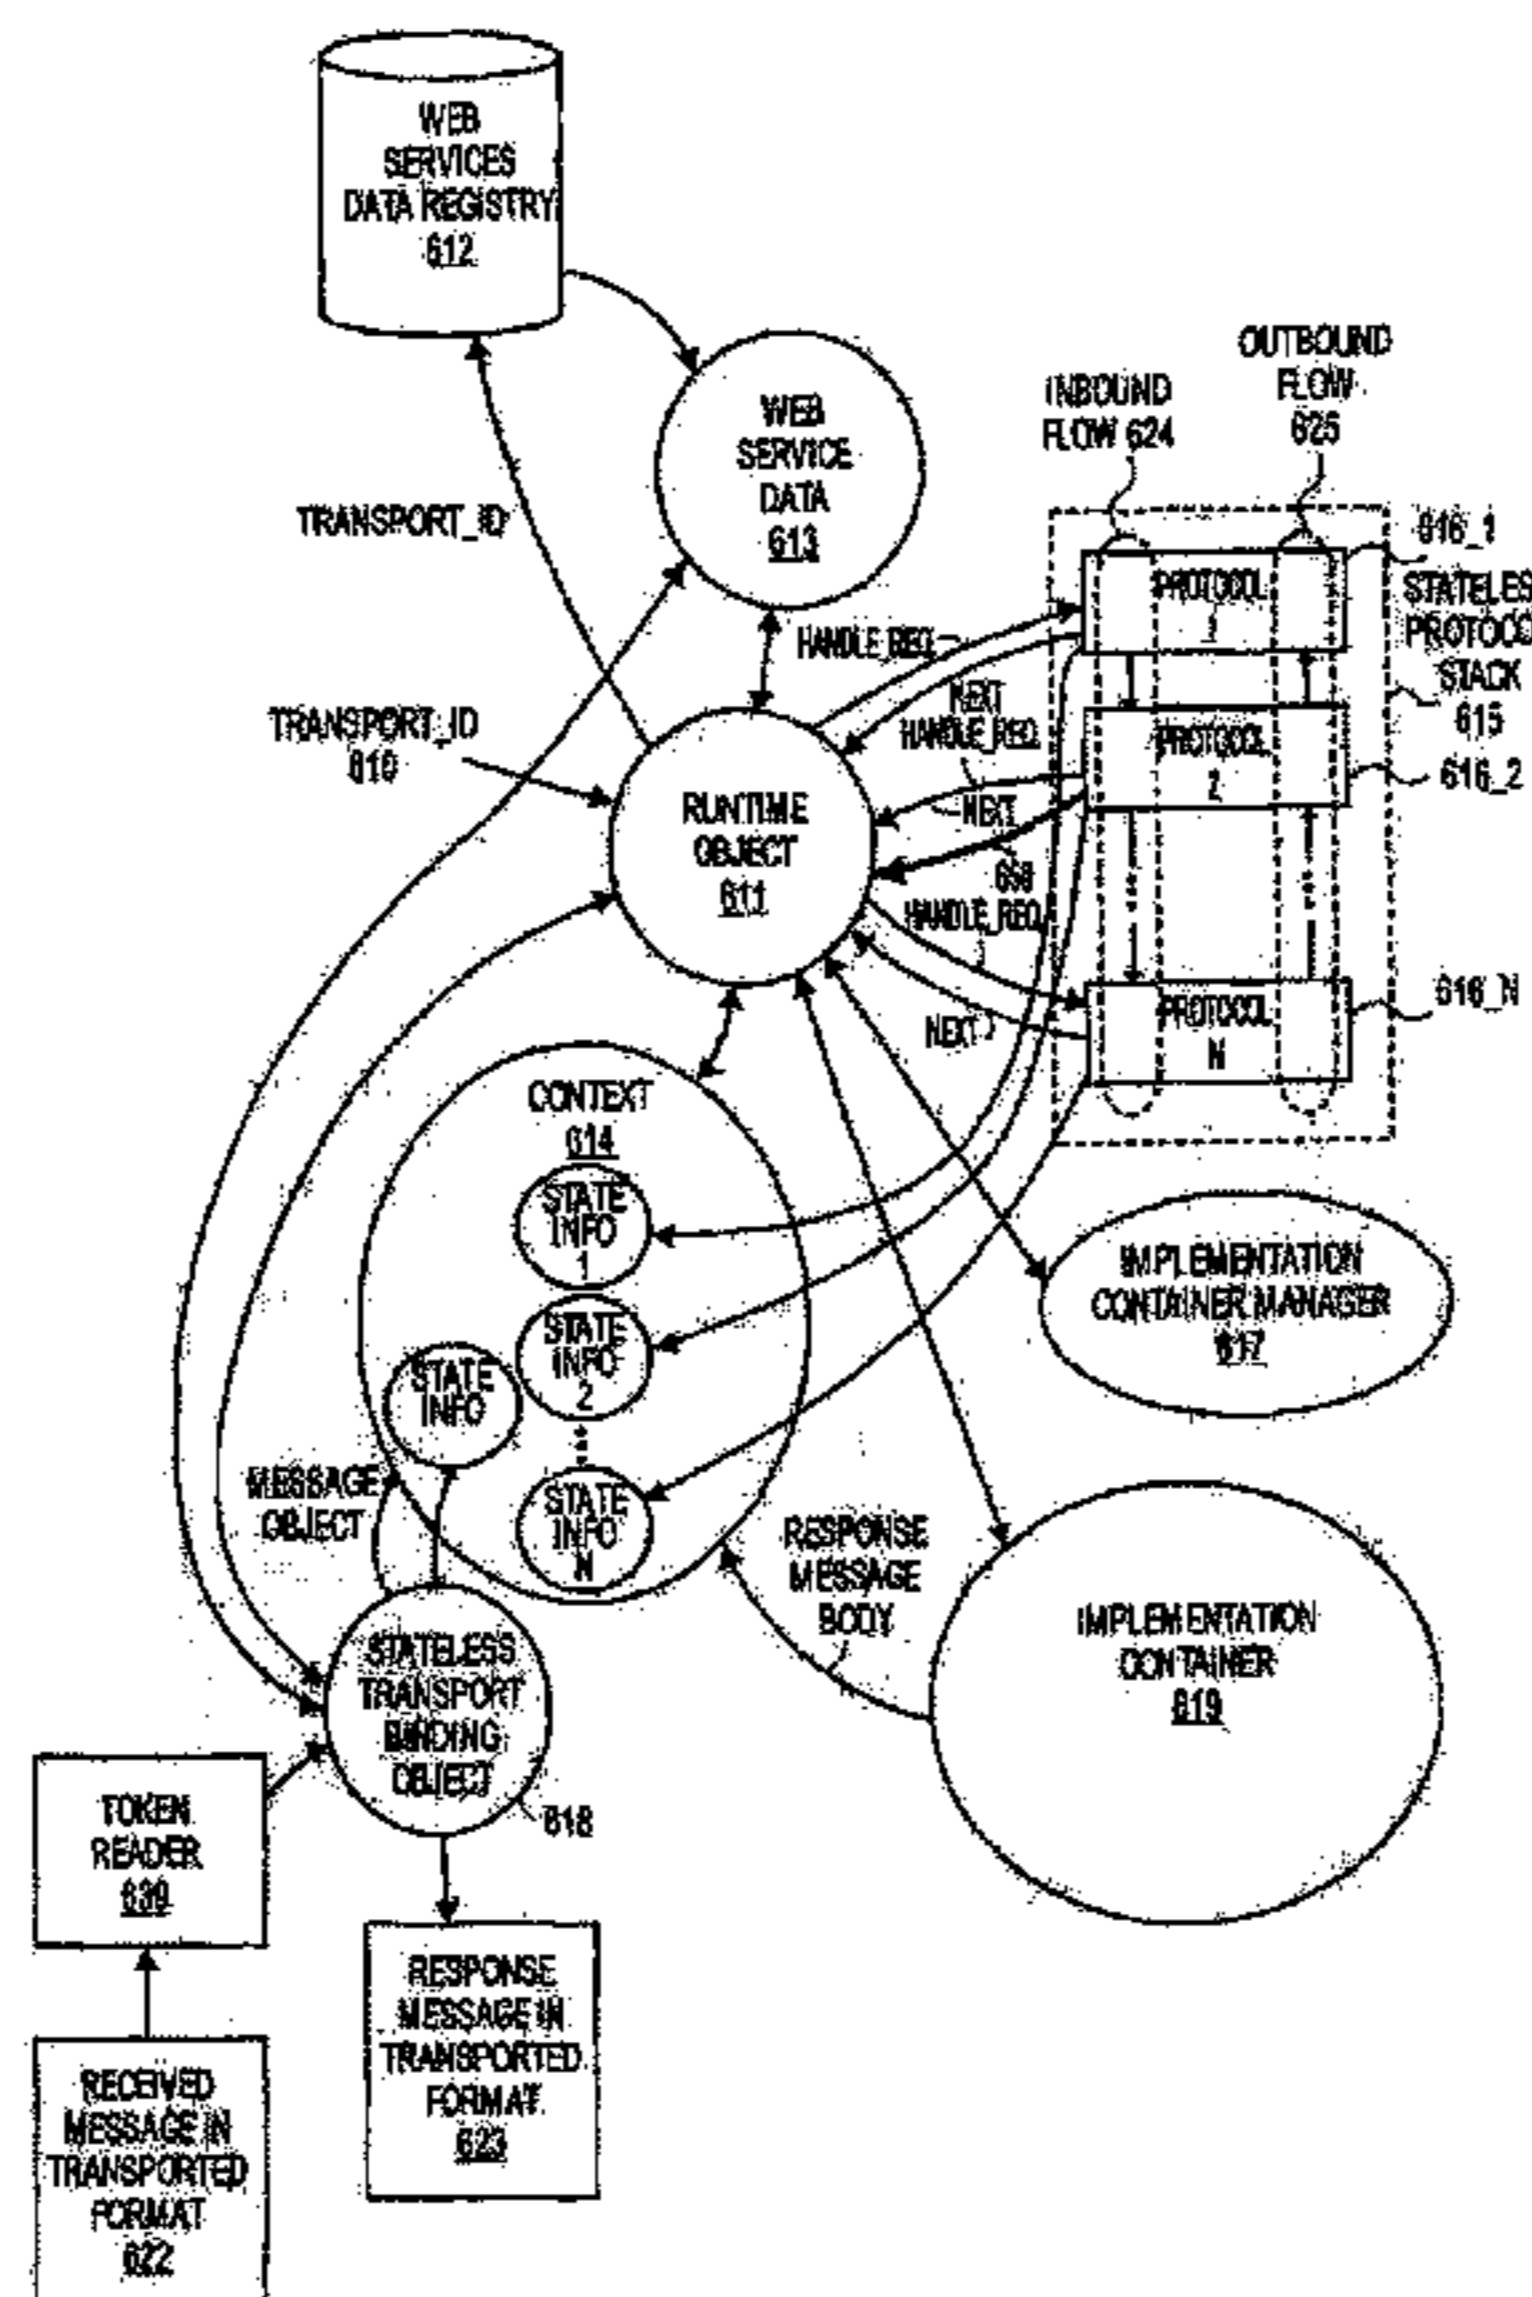 WEB
SERVICES
DATA REGISTRY
612
WEB
SERVICE
DATA
613
INBOUND
FLOW 624
OUTBOUND
FLOW
625
TRANSPORT_ID
TRANSPORT_ID
610
HANDLE_REQ.
NEXT
HANDLE_REQ.
NEXT
HANDLE_REQ.
NEXT
RUNTIME
OBJECT
611
PROTOCOL
1
PROTOCOL
2
PROTOCOL
N
616_1
STATELES
PROTOCO
STACK
615
616_2
616_N
CONTEXT
614
STATE
INFO
1
STATE
INFO
2
STATE
INFO
STATE
INFO
N
MESSAGE
OBJECT
IMPLEMENTATION
CONTAINER MANAGER
617
RESPONSE
MESSAGE
BODY
IMPLEMENTATION
CONTAINER
619
STATELESS
TRANSPORT
BINDING
OBJECT
618
TOKEN
READER
630
RESPONSE
MESSAGE IN
TRANSPORTED
FORMAT
623
RECEIVED
MESSAGE IN
TRANSPORTED
FORMAT
622